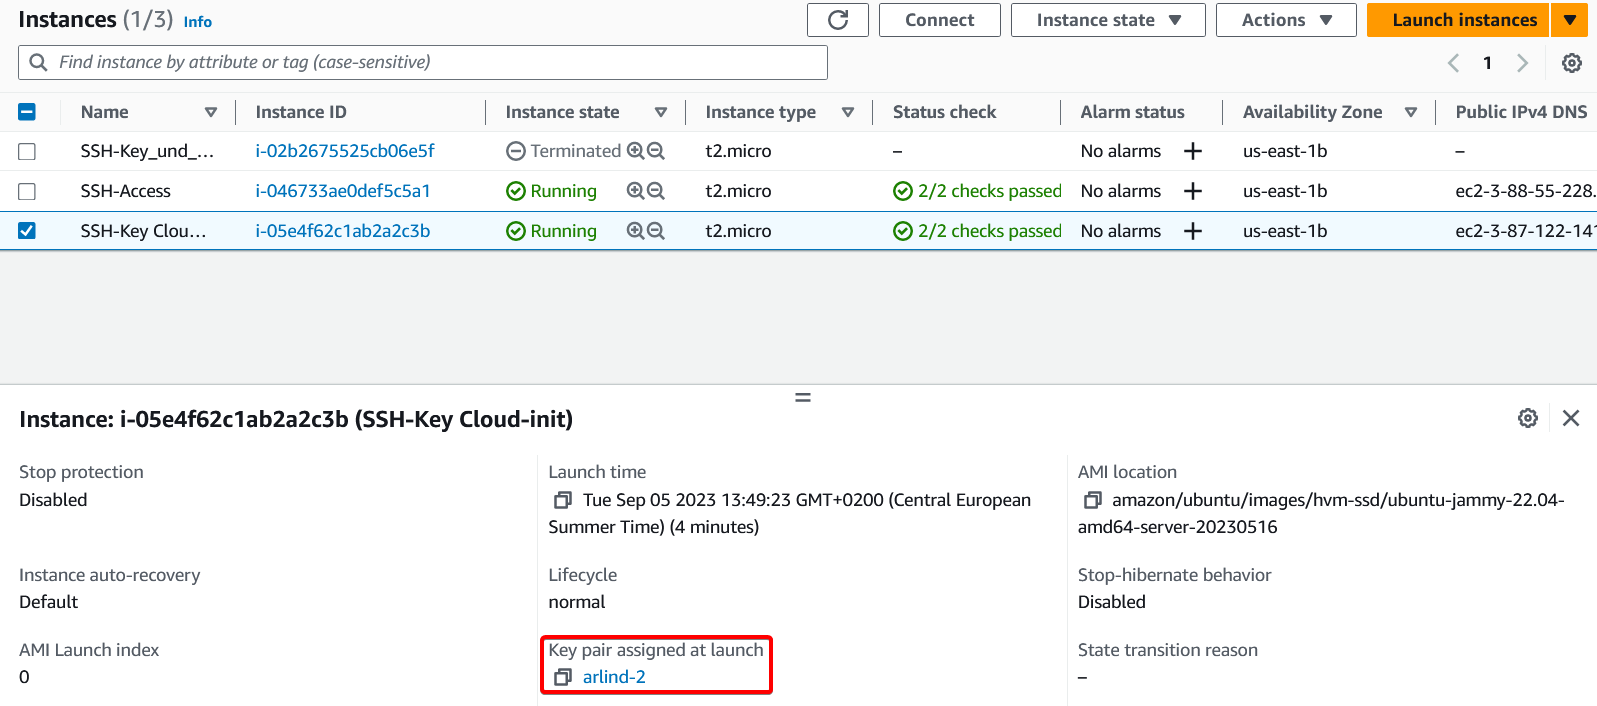 Instances (1/3) Info
Connect
Instance state
Actions
Launch instances
Find instance by attribute or tag (case-sensitive)
1
Name Instance ID Instance state Instance type Status check Alarm status Availability Zone Public IPv4 DNS
SSH-Key_und_... i-02b2675525cb06e5f Terminated t2.micro – No alarms + us-east-1b –
SSH-Access i-046733ae0def5c5a1 Running t2.micro 2/2 checks passed No alarms + us-east-1b ec2-3-88-55-228.
SSH-Key Clou... i-05e4f62c1ab2a2c3b Running t2.micro 2/2 checks passed No alarms + us-east-1b ec2-3-87-122-141
Instance: i-05e4f62c1ab2a2c3b (SSH-Key Cloud-init)
Stop protection
Disabled
Launch time
Tue Sep 05 2023 13:49:23 GMT+0200 (Central European
Summer Time) (4 minutes)
AMI location
amazon/ubuntu/images/hvm-ssd/ubuntu-jammy-22.04-
amd64-server-20230516
Instance auto-recovery
Default
Lifecycle
normal
Stop-hibernate behavior
Disabled
AMI Launch index
0
Key pair assigned at launch
arlind-2
State transition reason
–